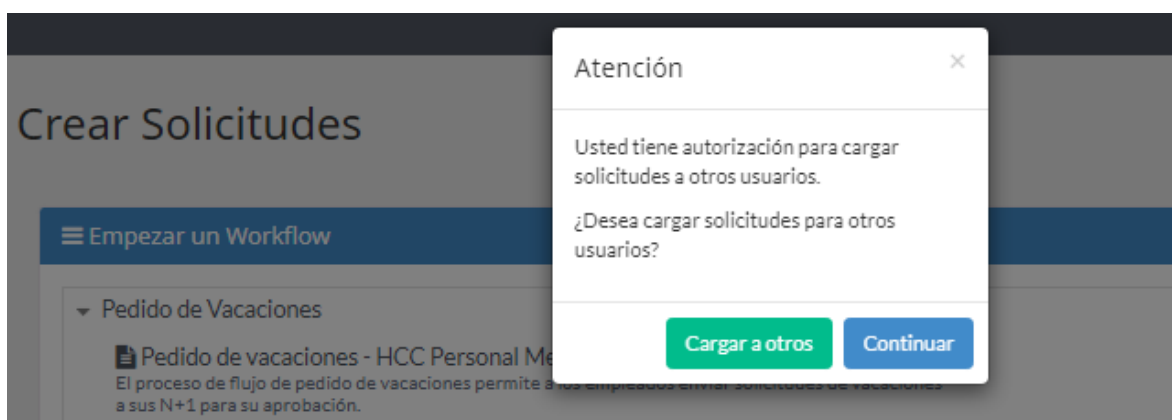 Atención
×
Crear Solicitudes
Usted tiene autorización para cargar
solicitudes a otros usuarios.
¿Desea cargar solicitudes para otros
usuarios?
Empezar un Workflow
Pedido de Vacaciones
Cargar a otros
Continuar
Pedido de vacaciones - HCC Personal Me
El proceso de flujo de pedido de vacaciones permite a los empleados enviar solicitudes de vacaciones
a sus N+1 para su aprobación.